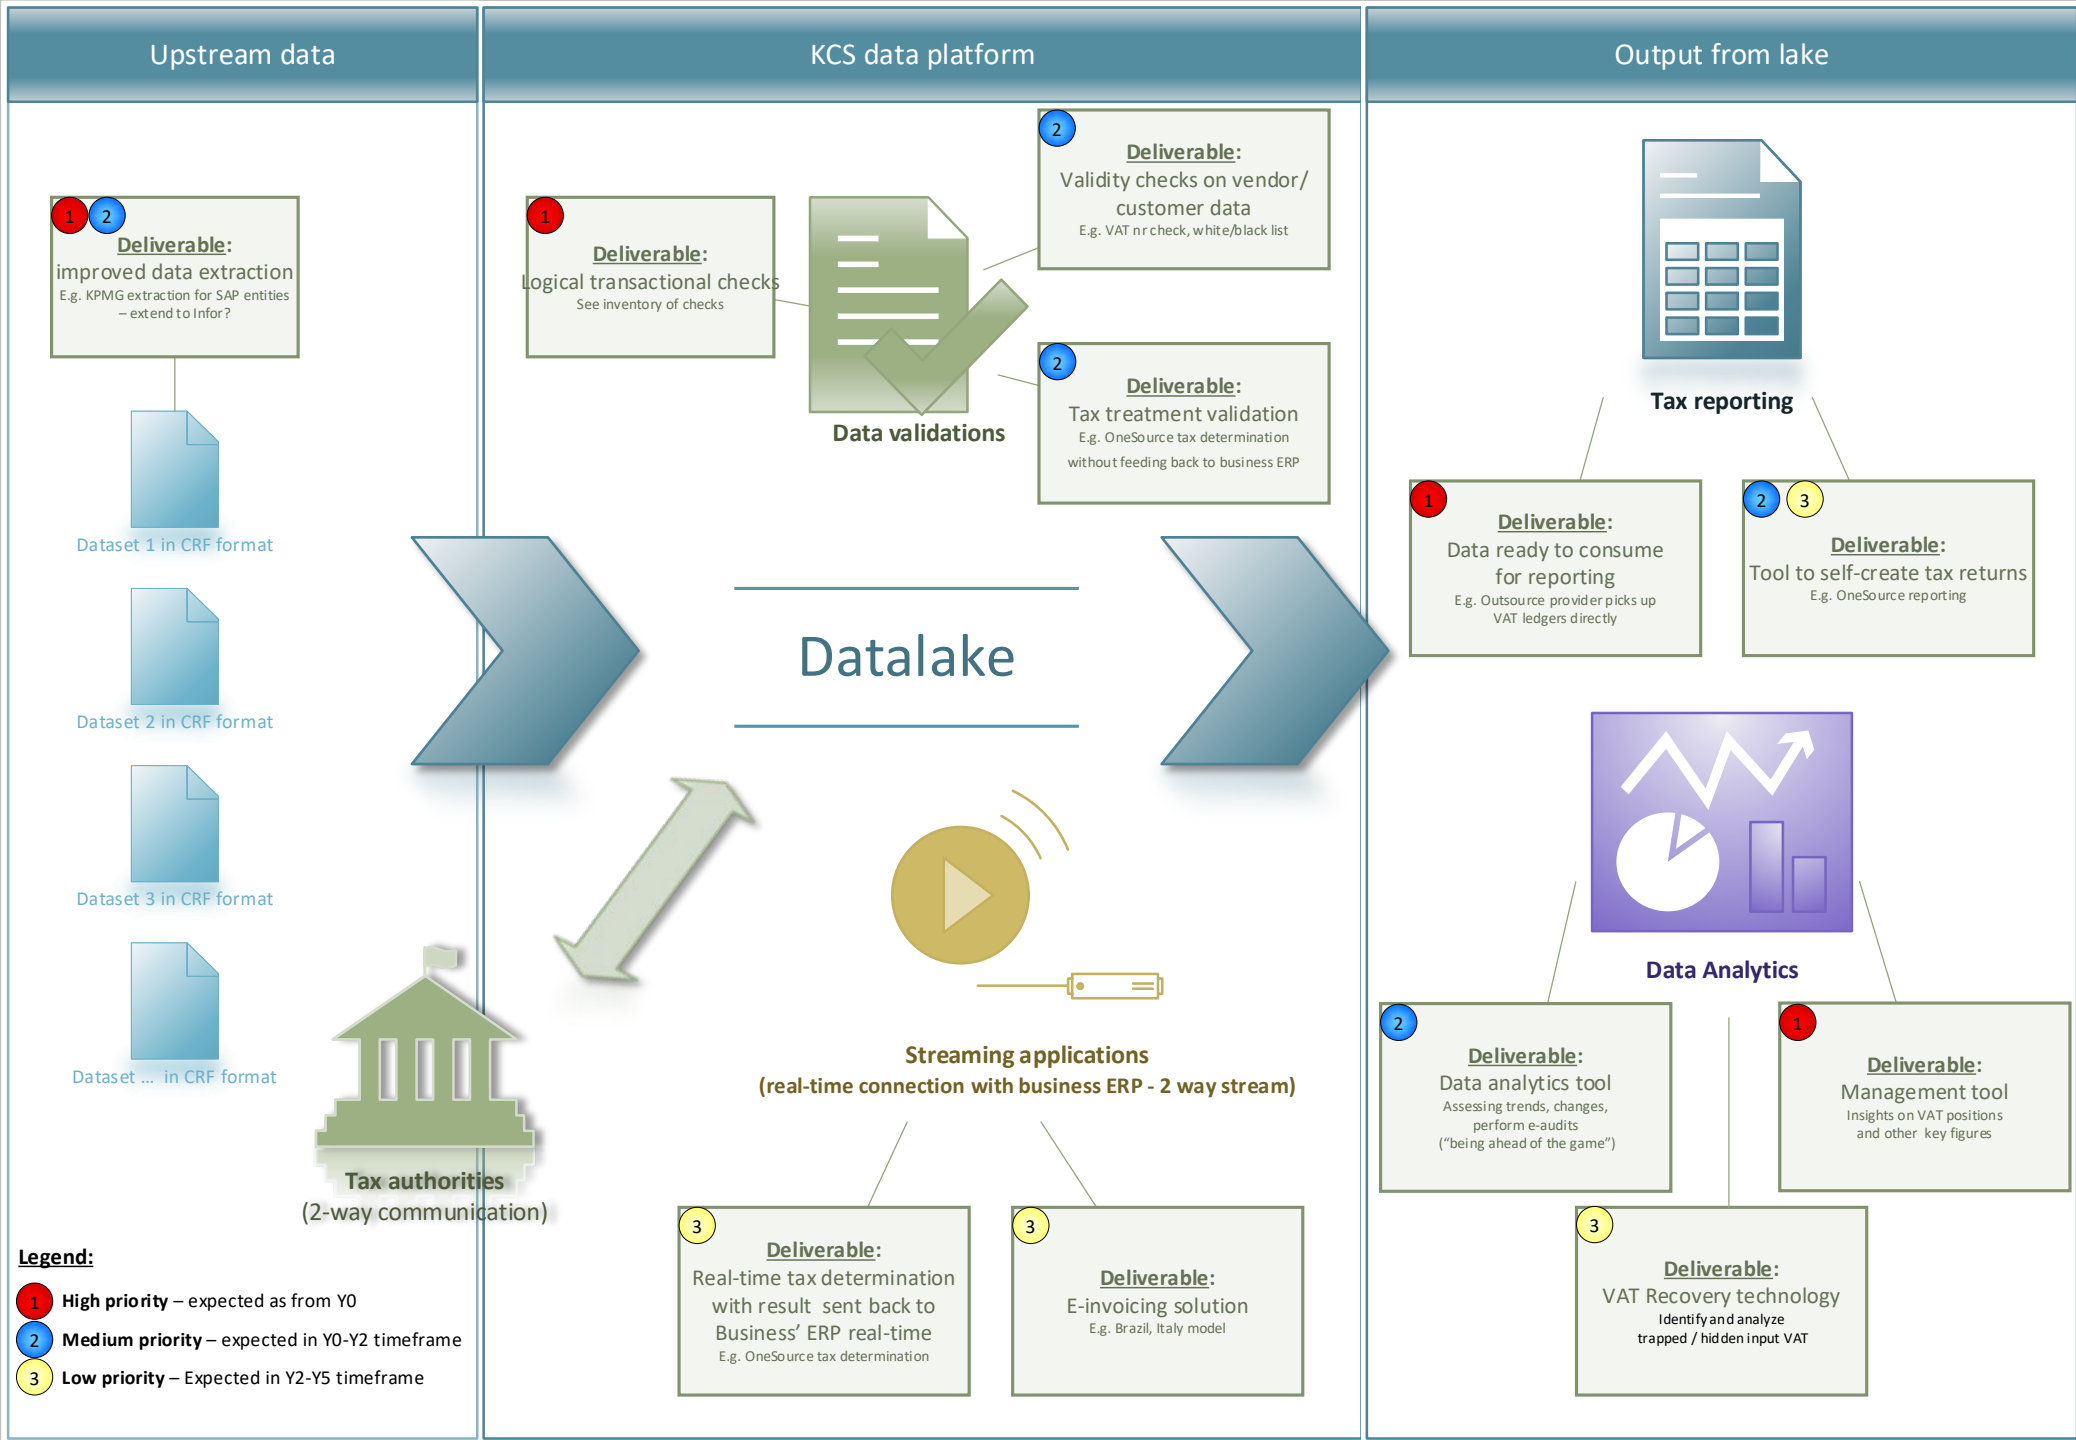 Upstream data
KCS data platform
Output from lake
1
2
Deliverable:
improved data extraction
E.g. KPMG extraction for SAP entities
– extend to Infor?
Dataset 1 in CRF format
Dataset 2 in CRF format
Dataset 3 in CRF format
Dataset ... in CRF format
Tax authorities
(2-way communication)
Legend:
1
High priority – expected as from Y0
2
Medium priority – expected in Y0-Y2 timeframe
3
Low priority – Expected in Y2-Y5 timeframe
1
Deliverable:
Logical transactional checks
See inventory of checks
Data validations
2
Deliverable:
Validity checks on vendor/
customer data
E.g. VAT nr check, white/black list
2
Deliverable:
Tax treatment validation
E.g. OneSource tax determination
without feeding back to business ERP
Datalake
Streaming applications
(real-time connection with business ERP - 2 way stream)
3
Deliverable:
Real-time tax determination
with result sent back to
Business’ ERP real-time
E.g. OneSource tax determination
3
Deliverable:
E-invoicing solution
E.g. Brazil, Italy model
Tax reporting
1
Deliverable:
Data ready to consume
for reporting
E.g. Outsource provider picks up
VAT ledgers directly
2
3
Deliverable:
Tool to self-create tax returns
E.g. OneSource reporting
Data Analytics
2
Deliverable:
Data analytics tool
Assessing trends, changes,
perform e-audits
(“being ahead of the game”)
1
Deliverable:
Management tool
Insights on VAT positions
and other key figures
3
Deliverable:
VAT Recovery technology
Identify and analyze
trapped / hidden input VAT